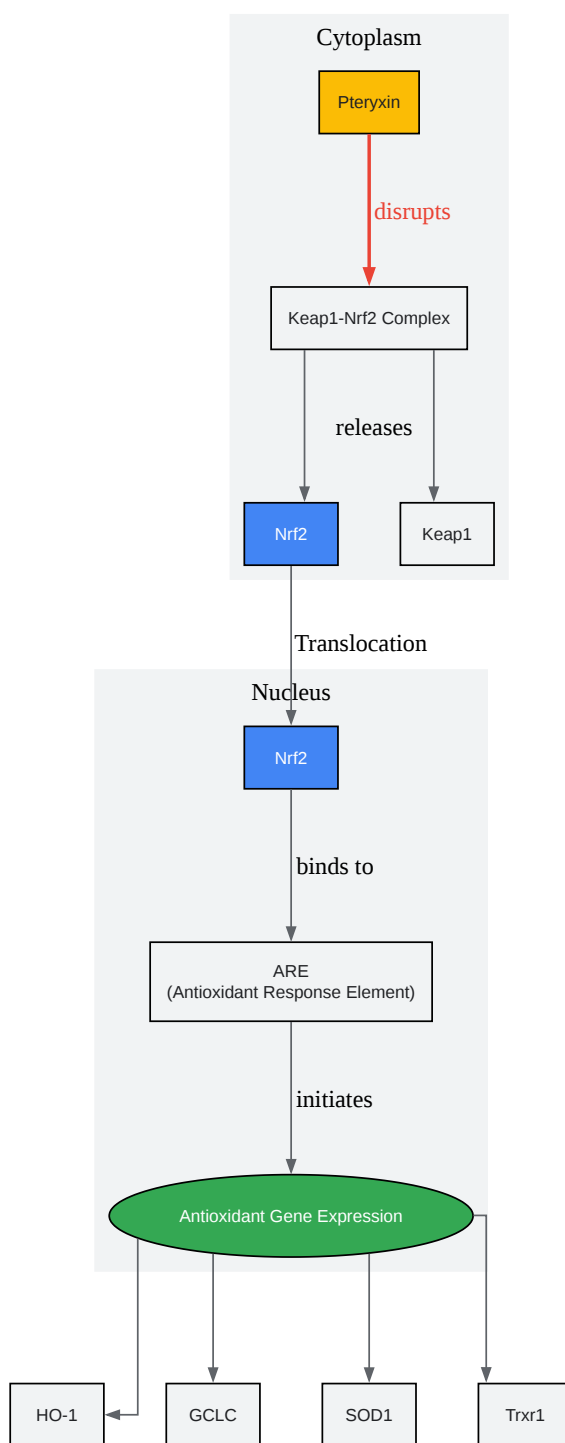 Cytoplasm
Pteryxin
disrupts
Keap1-Nrf2 Complex
releases
Nrf2
Keap1
Translocation
Nucleus
Nrf2
binds to
ARE
(Antioxidant Response Element)
initiates
Antioxidant Gene Expression
HO-1
GCLC
SOD1
Trxr1